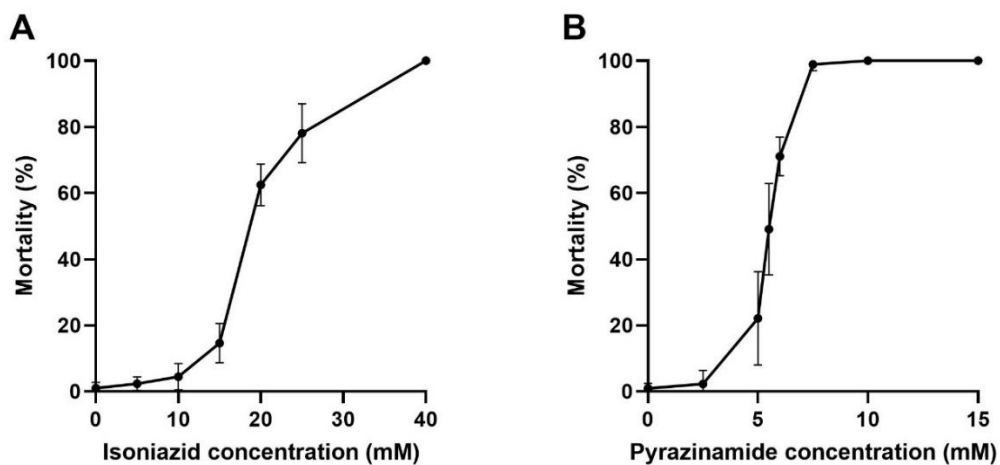 A
Mortality (%)
100
80
60
40
20
0
0 10 20 30 40
Isoniazid concentration (mM)
B
Mortality (%)
100
80
60
40
20
0
0 5 10 15
Pyrazinamide concentration (mM)